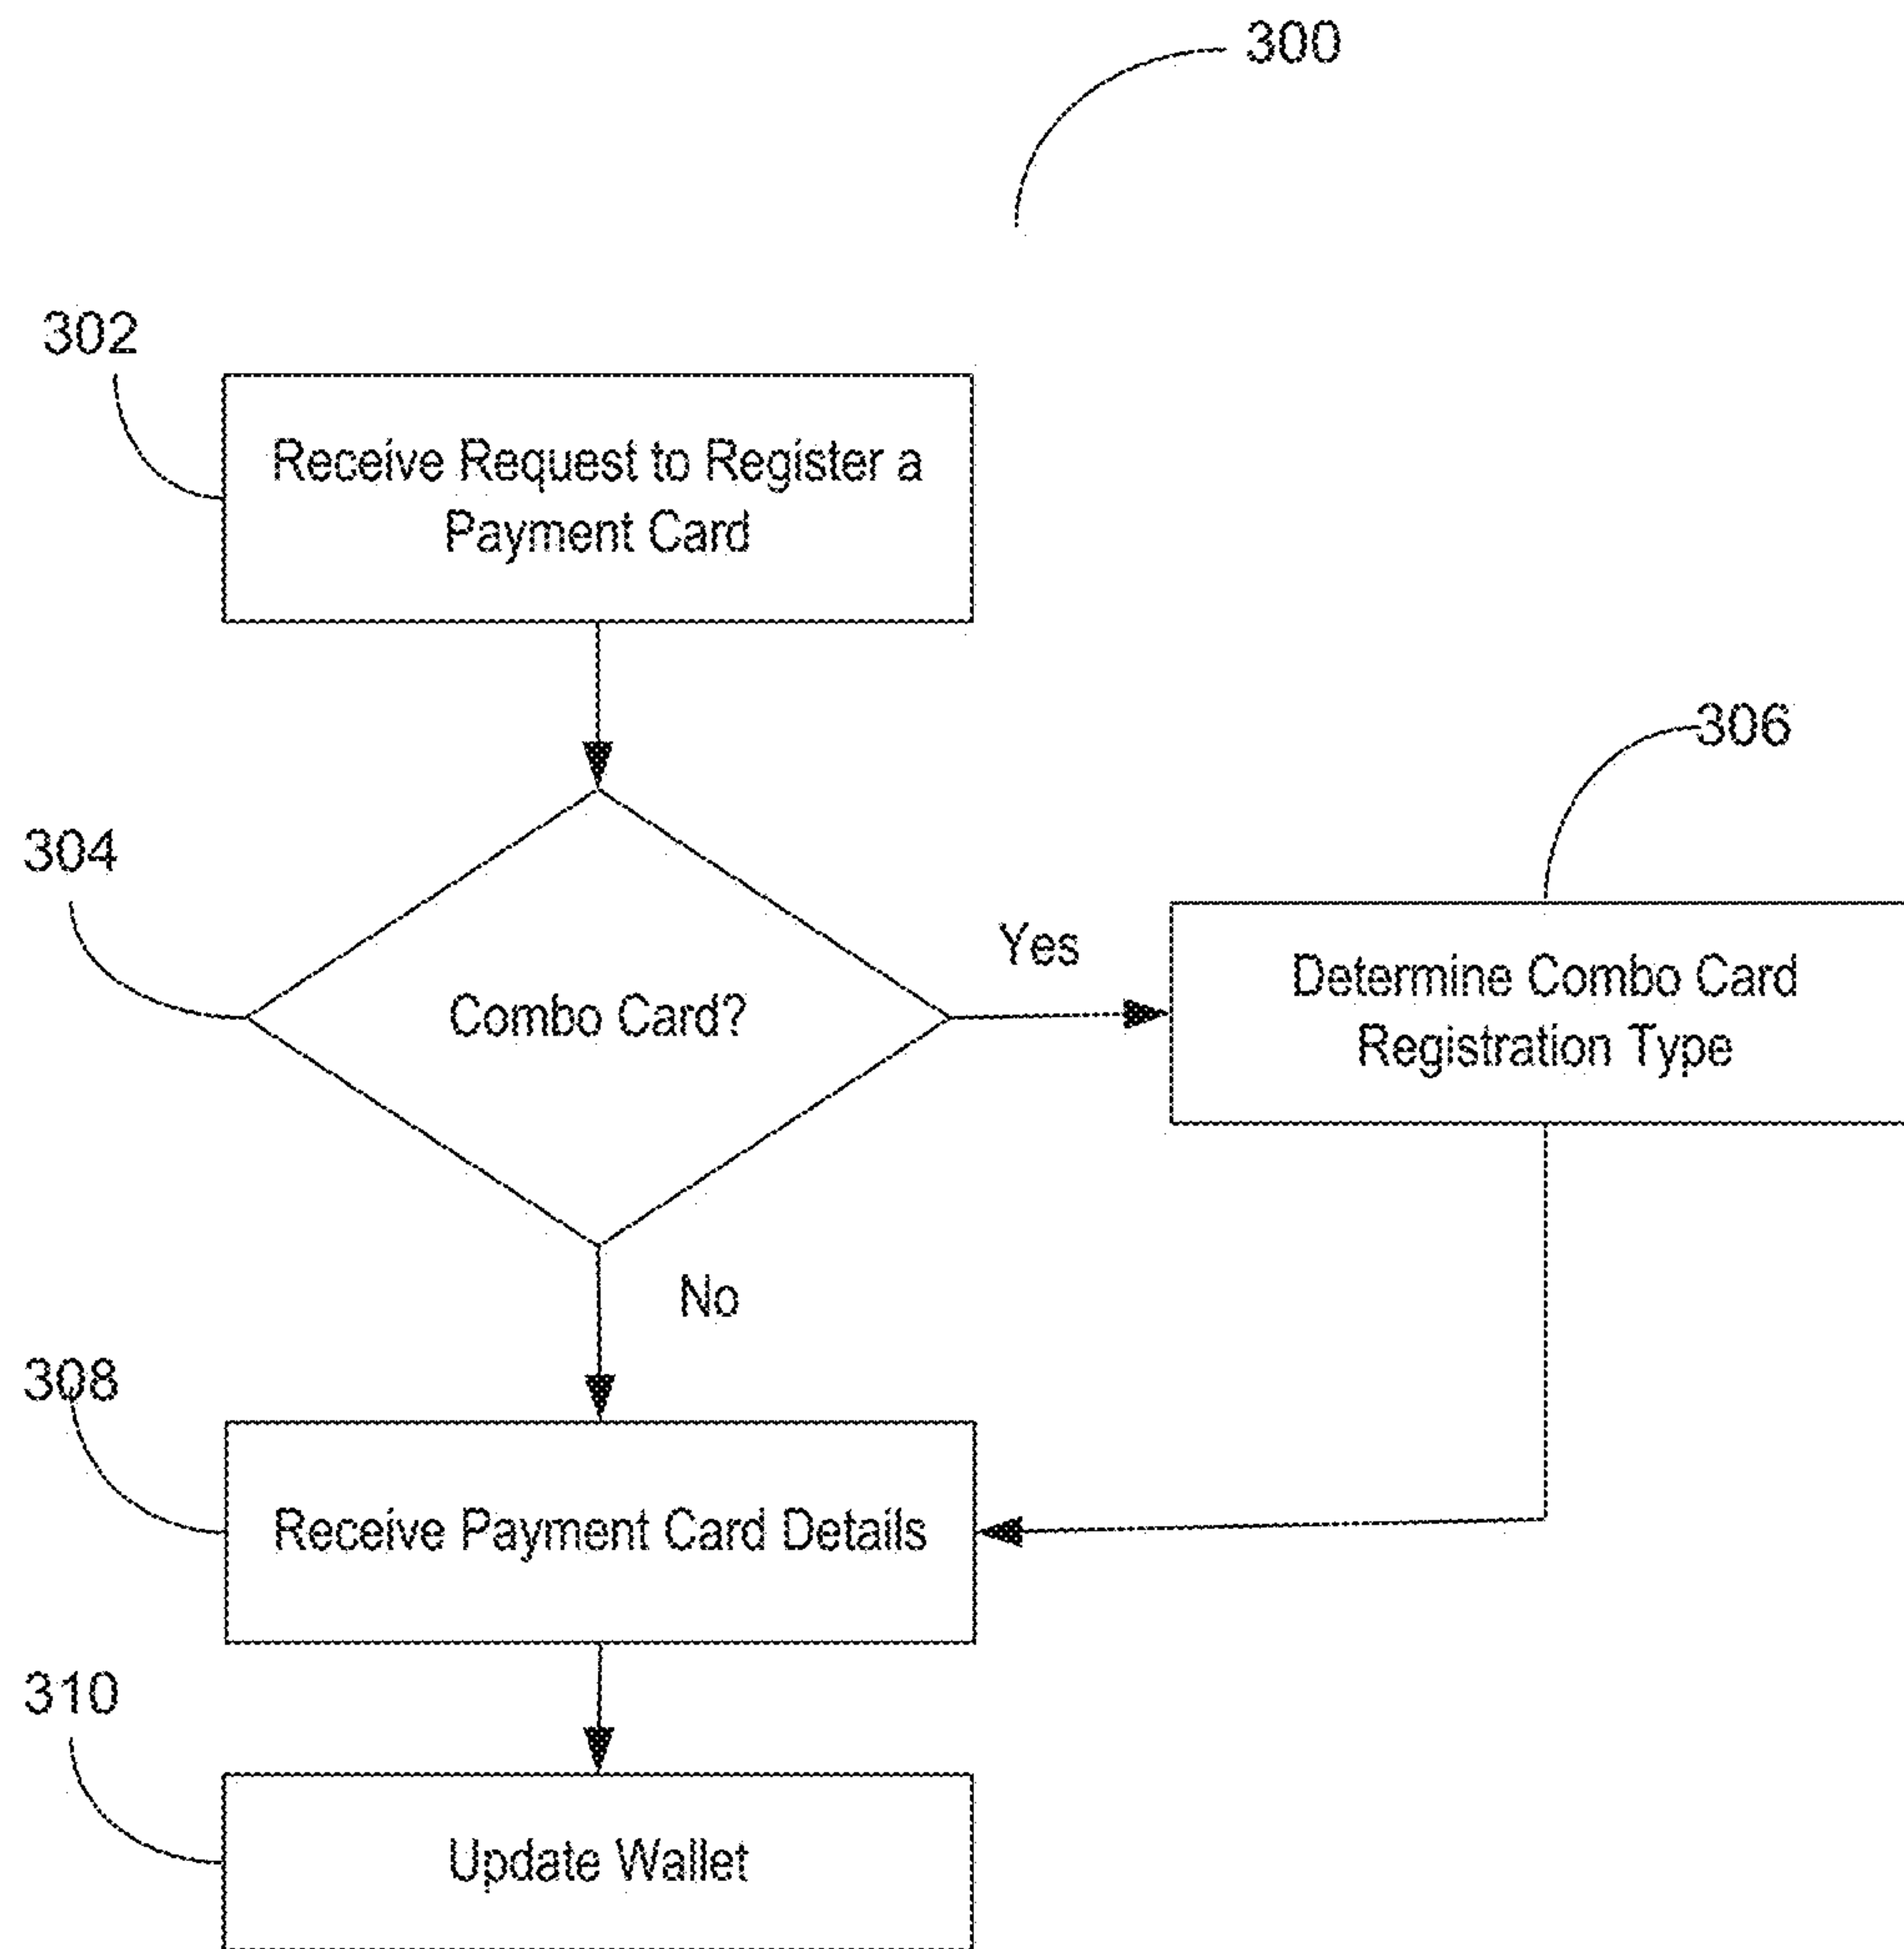 300
302
Receive Request to Register a
Payment Card
306
304
Yes
Combo Card?
Determine Combo Card
Registration Type
No
308
Receive Payment Card Details
310
Update Wallet